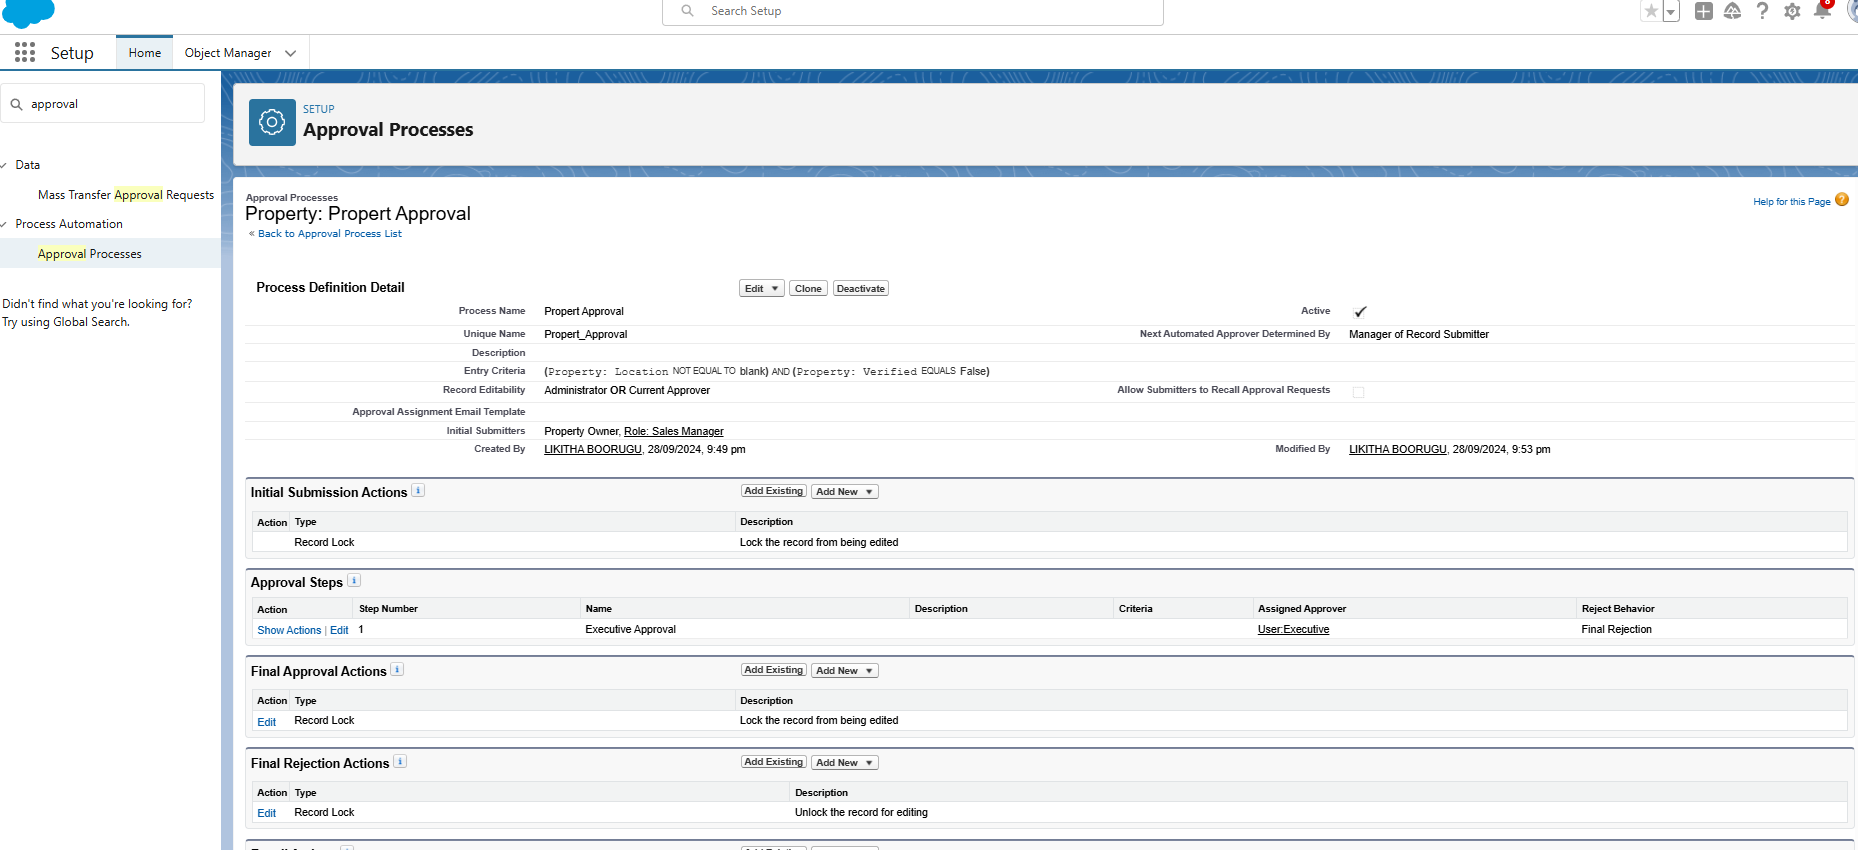 Search Setup
8
Setup
Home
Object Manager
approval
SETUP
Approval Processes
Data
Mass Transfer Approval Requests
Process Automation
Approval Processes
Didn't find what you're looking for?
Try using Global Search.
Approval Processes
Property: Propert Approval
« Back to Approval Process List
Help for this Page ?
Process Definition Detail
Edit Clone Deactivate
Process Name Propert Approval Active
Unique Name Propert_Approval Next Automated Approver Determined By Manager of Record Submitter
Description
Entry Criteria (Property: Location NOT EQUAL TO blank) AND (Property: Verified EQUALS False)
Record Editability Administrator OR Current Approver Allow Submitters to Recall Approval Requests
Approval Assignment Email Template
Initial Submitters Property Owner, Role: Sales Manager
Created By LIKITHA BOORUGU, 28/09/2024, 9:49 pm Modified By LIKITHA BOORUGU, 28/09/2024, 9:53 pm
Initial Submission Actions i Add Existing Add New
Action Type Description
Record Lock Lock the record from being edited
Approval Steps i
Action Step Number Name Description Criteria Assigned Approver Reject Behavior
Show Actions | Edit 1 Executive Approval User:Executive Final Rejection
Final Approval Actions i Add Existing Add New
Action Type Description
Edit Record Lock Lock the record from being edited
Final Rejection Actions i Add Existing Add New
Action Type Description
Edit Record Lock Unlock the record for editing